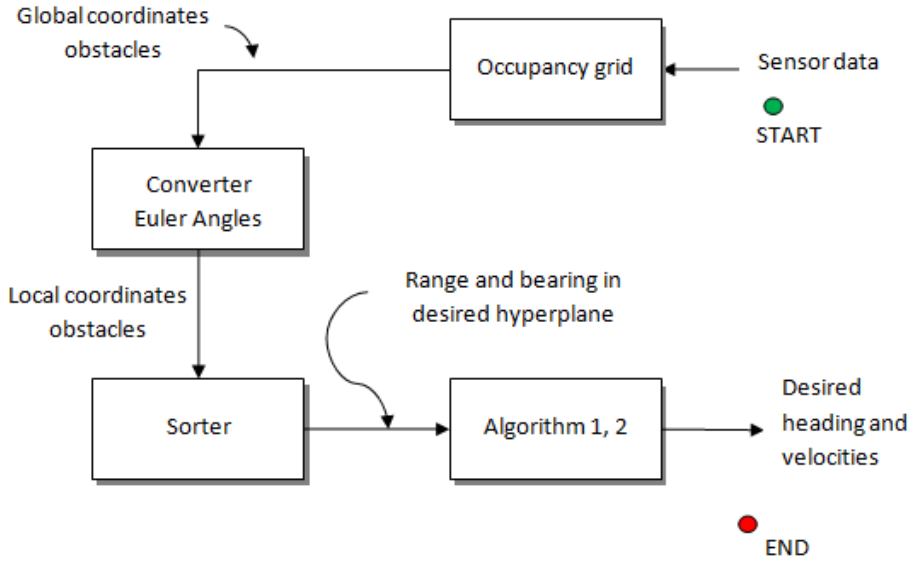 Global coordinates
obstacles
Occupancy grid
Sensor data
START
Converter
Euler Angles
Local coordinates
obstacles
Range and bearing in
desired hyperplane
Sorter
Algorithm 1, 2
Desired
heading and
velocities
END